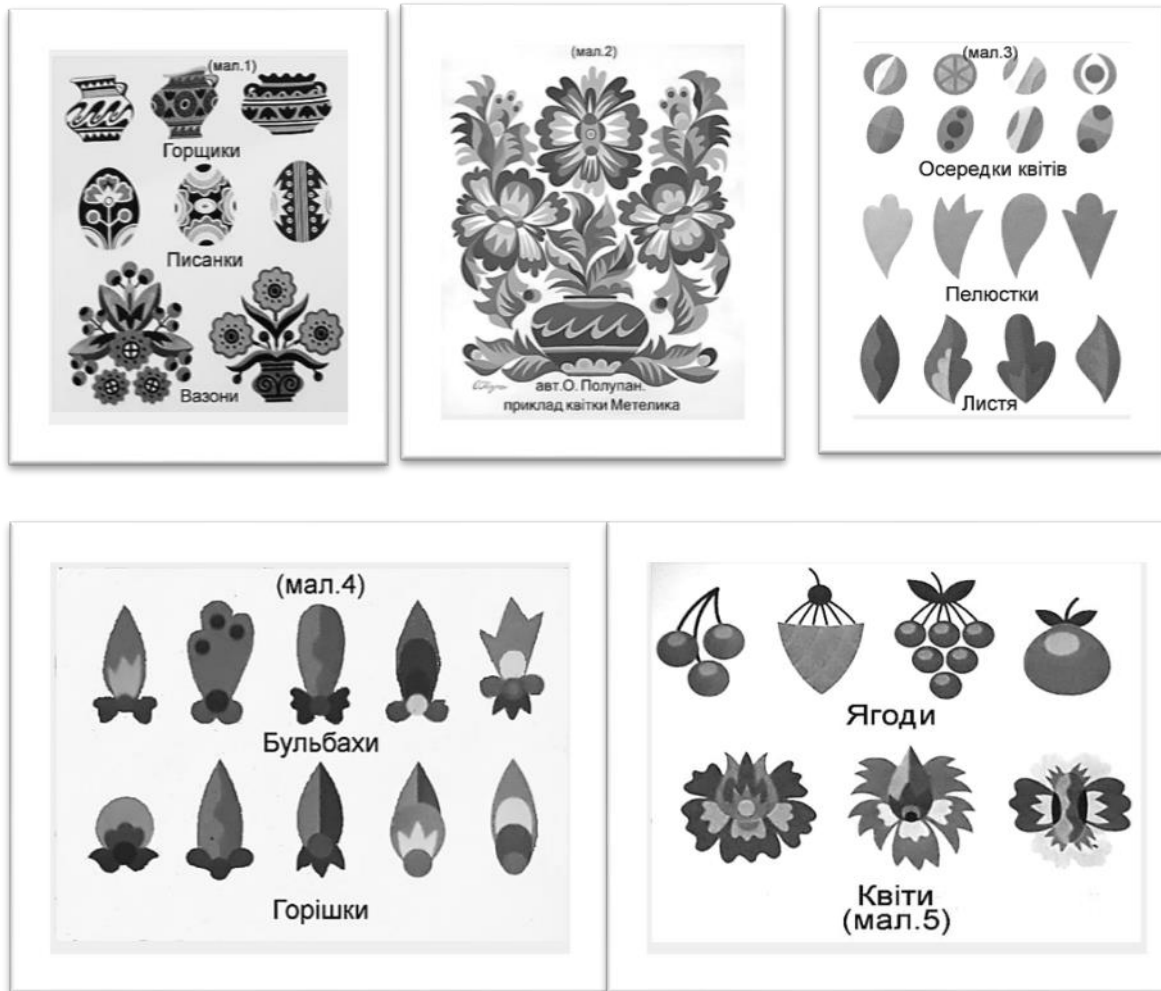 (мал.1)
Горщики
Писанки
Вазони
(мал.2)
авт.О. Полупан.
приклад квітки Метелика
(мал.3)
Осередки квітів
Пелюстки
Листя
(мал.4)
Бульбахи
Горішки
Ягоди
Квіти
(мал.5)